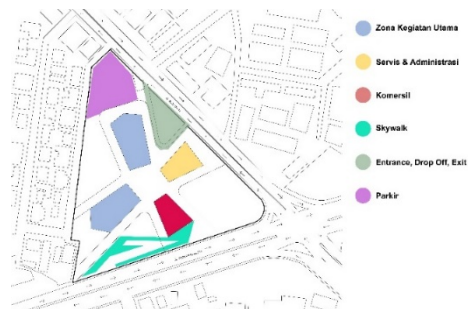 Zona Kegiatan Utama
Servis & Administrasi
Komersil
Skywalk
Entrance, Drop Off, Exit
Parkir